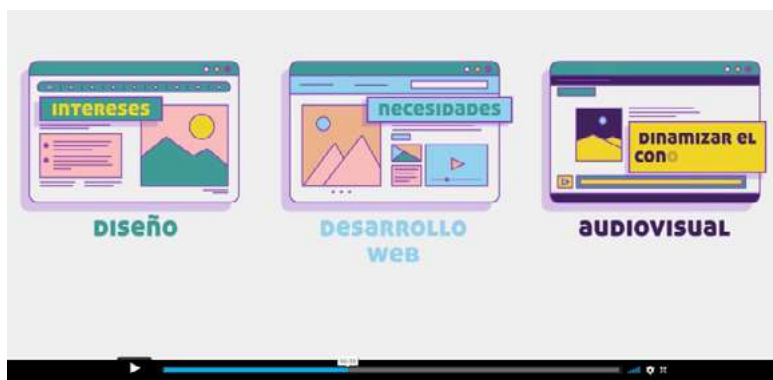 INTERESES
NECESIDADES
DINAMIZAR EL
CONO
DISEÑO
DESARROLLO
WEB
AUDIOVISUAL